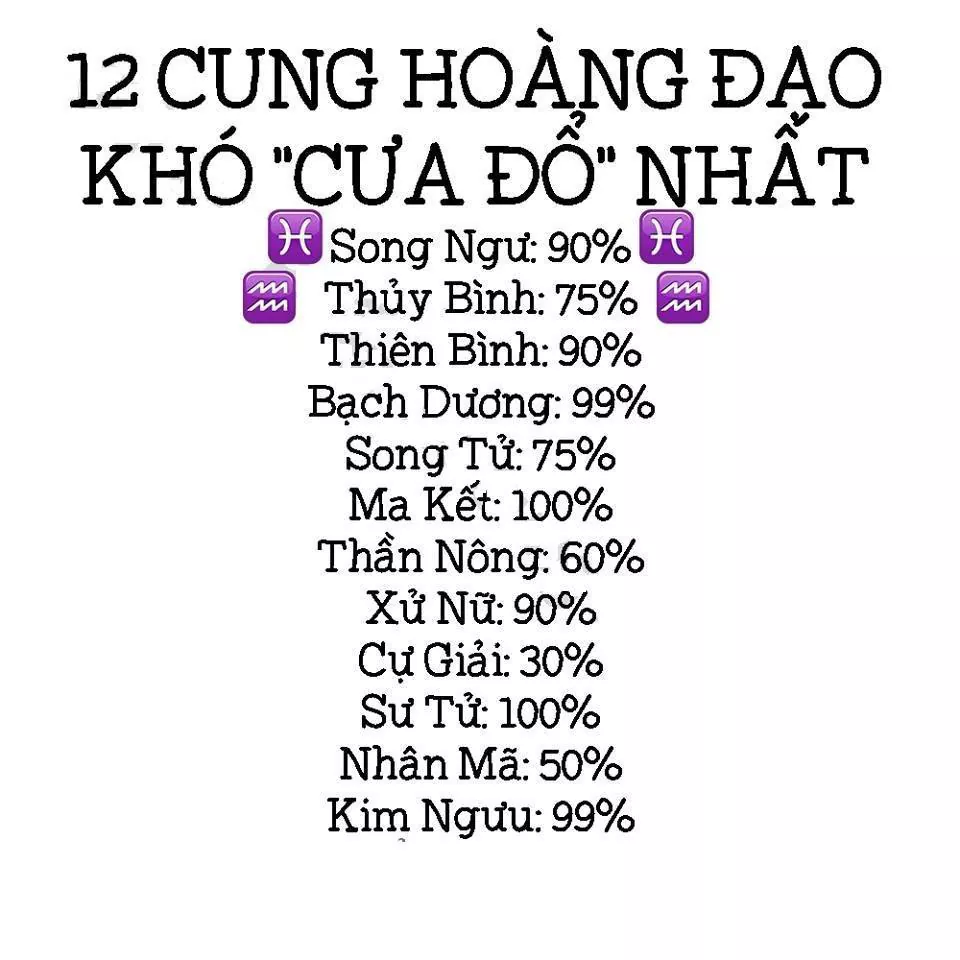 12 CUNG HOÀNG ĐẠO
KHÓ "CƯA ĐỔ" NHẤT
♓ Song Ngư: 90% ♓
♒ Thủy Bình: 75% ♒
Thiên Bình: 90%
Bạch Dương: 99%
Song Tử: 75%
Ma Kết: 100%
Thần Nông: 60%
Xử Nữ: 90%
Cự Giải: 30%
Sư Tử: 100%
Nhân Mã: 50%
Kim Ngưu: 99%